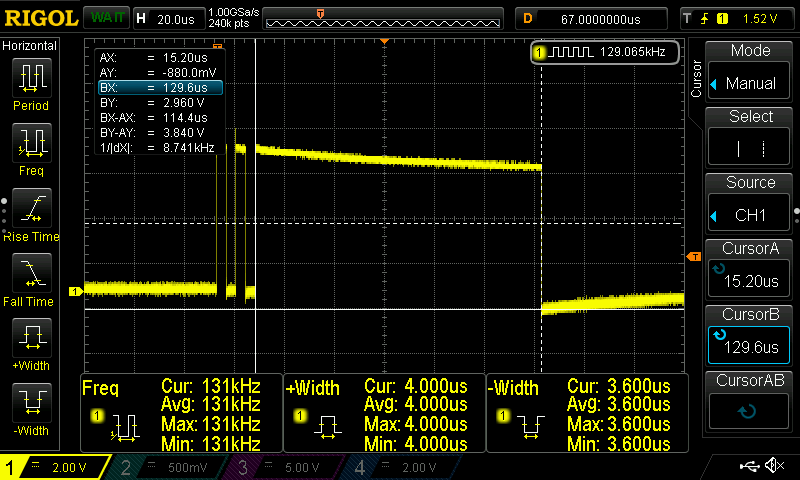 RIGOL WAIT H 20.0us 1.00GSa/s 240k pts T D 67.0000000us T 1 1.52 V
Horizontal
Period
Freq
Rise Time
Fall Time
+Width
-Width
T
AX: = 15.20us
AY: = -880.0mV
BX: = 129.6us
BY: = 2.960 V
BX-AX: = 114.4us
BY-AY: = 3.840 V
1/|dX|: = 8.741kHz
1 129.065kHz
1
T
Cursor
Mode
Manual
Select
Source
CH1
CursorA
15.20us
CursorB
129.6us
CursorAB
Freq
1
Cur: 131kHz
Avg: 131kHz
Max: 131kHz
Min: 131kHz
+Width
1
Cur: 4.000us
Avg: 4.000us
Max: 4.000us
Min: 4.000us
-Width
1
Cur: 3.600us
Avg: 3.600us
Max: 3.600us
Min: 3.600us
1 = 2.00 V 2 = 500mV 3 = 5.00 V 4 = 2.00 V